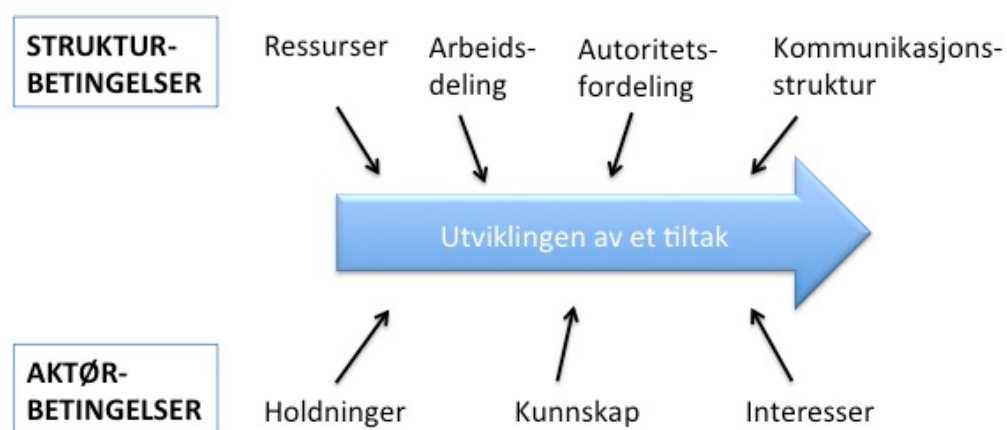 STRUKTUR-
BETINGELSER
Ressurser
Arbeids-
deling
Autoritets-
fordeling
Kommunikasjons-
struktur
Utviklingen av et tiltak
AKTØR-
BETINGELSER
Holdninger
Kunnskap
Interesser